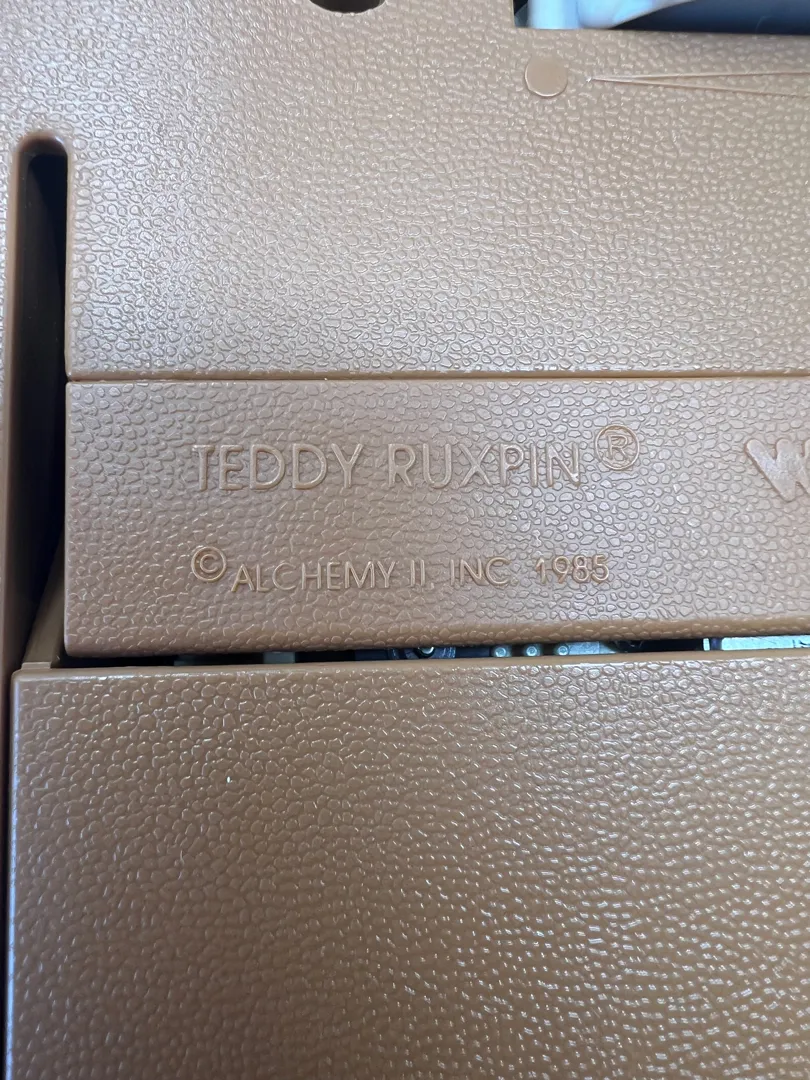 TEDDY RUXPIN®
© ALCHEMY II, INC 1985